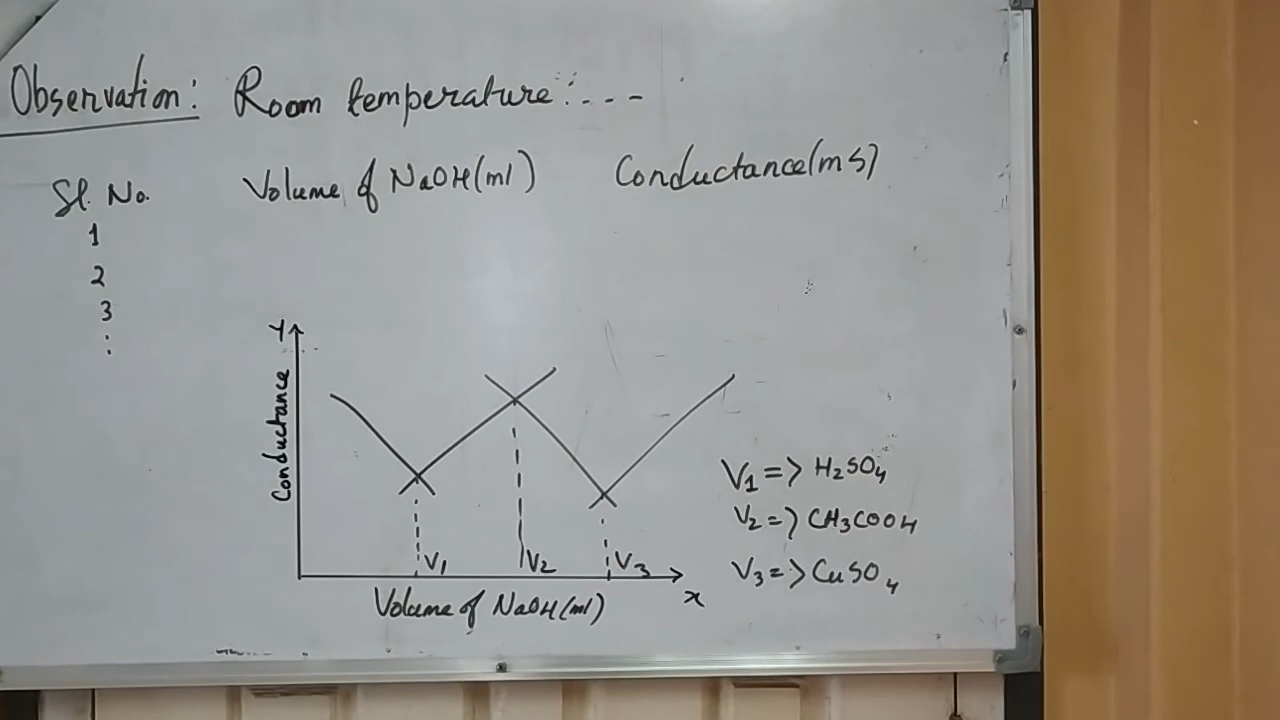 Observation: Room temperature:---
Sl. No. Volume of NaOH(ml) Conductance(mS)
1
2
3
:
Y
Conductance
V1 V2 V3
x
Volume of NaOH(ml)
V1=> H2SO4
V2=> CH3COOH
V3=> CuSO4